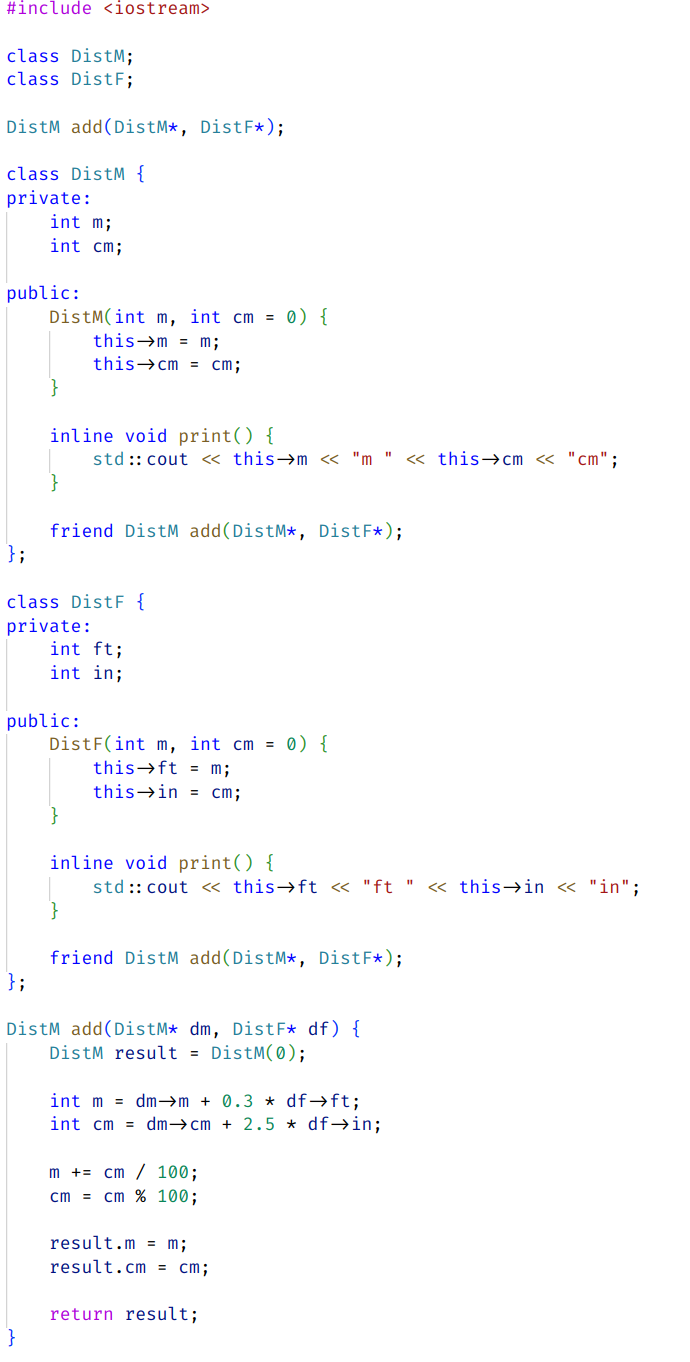 #include <iostream>
class DistM;
class DistF;
DistM add(DistM*, DistF*);
class DistM {
private:
    int m;
    int cm;
public:
    DistM(int m, int cm = 0) {
        this->m = m;
        this->cm = cm;
    }
    inline void print() {
        std::cout << this->m << "m " << this->cm << "cm";
    }
    friend DistM add(DistM*, DistF*);
};
class DistF {
private:
    int ft;
    int in;
public:
    DistF(int m, int cm = 0) {
        this->ft = m;
        this->in = cm;
    }
    inline void print() {
        std::cout << this->ft << "ft " << this->in << "in";
    }
    friend DistM add(DistM*, DistF*);
};
DistM add(DistM* dm, DistF* df) {
    DistM result = DistM(0);
    int m = dm->m + 0.3 * df->ft;
    int cm = dm->cm + 2.5 * df->in;
    m += cm / 100;
    cm = cm % 100;
    result.m = m;
    result.cm = cm;
    return result;
}